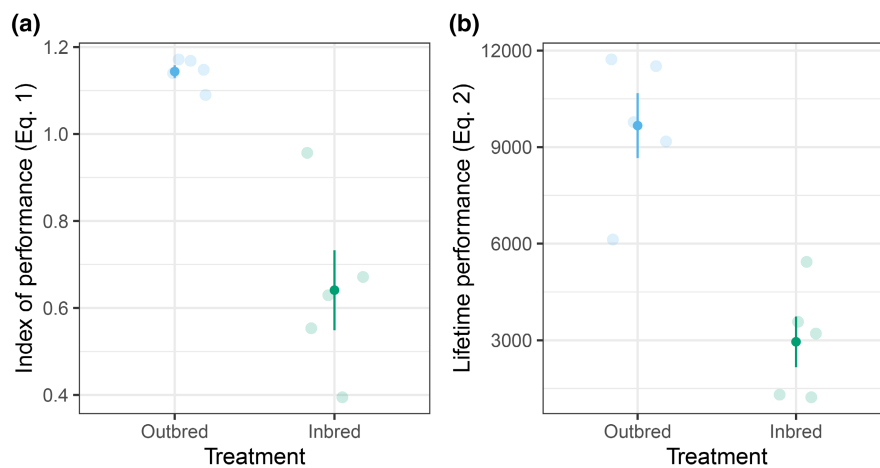 (a)
Index of performance (Eq. 1)
1.2
1.0
0.8
0.6
0.4
Outbred Inbred
Treatment
(b)
Lifetime performance (Eq. 2)
12000
9000
6000
3000
Outbred Inbred
Treatment